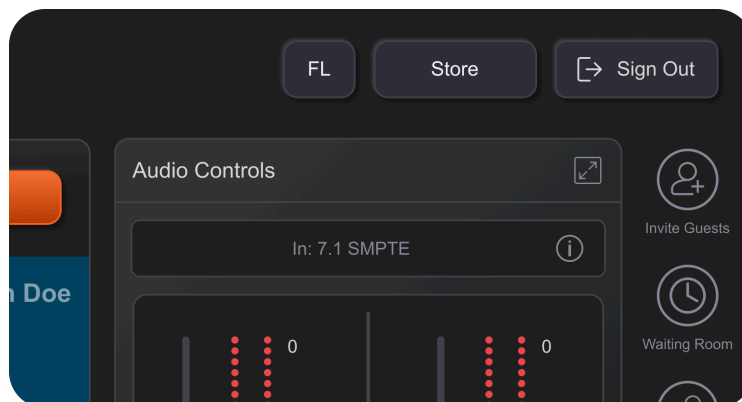 FL
Store
Sign Out
Audio Controls
Invite Guests
In: 7.1 SMPTE
Doe
Waiting Room
0
0